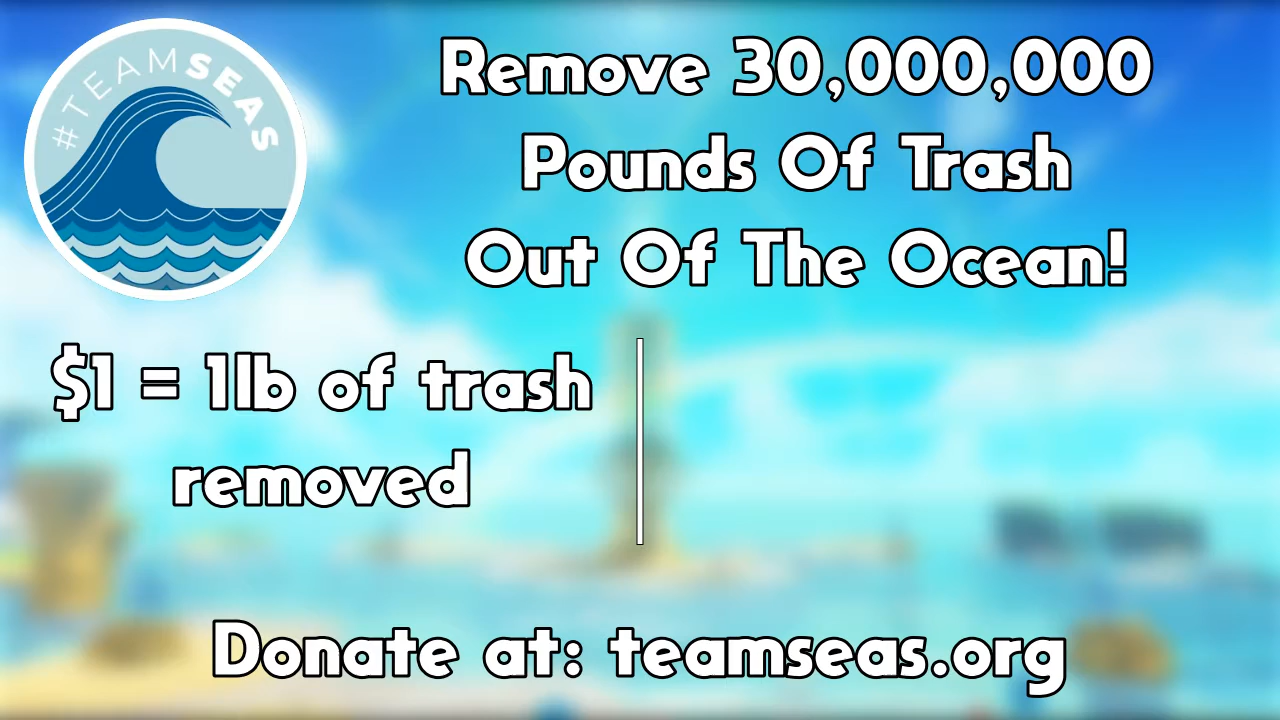 #TEAMSEAS
Remove 30,000,000
Pounds Of Trash
Out Of The Ocean!
$1 = 1lb of trash
removed
Donate at: teamseas.org